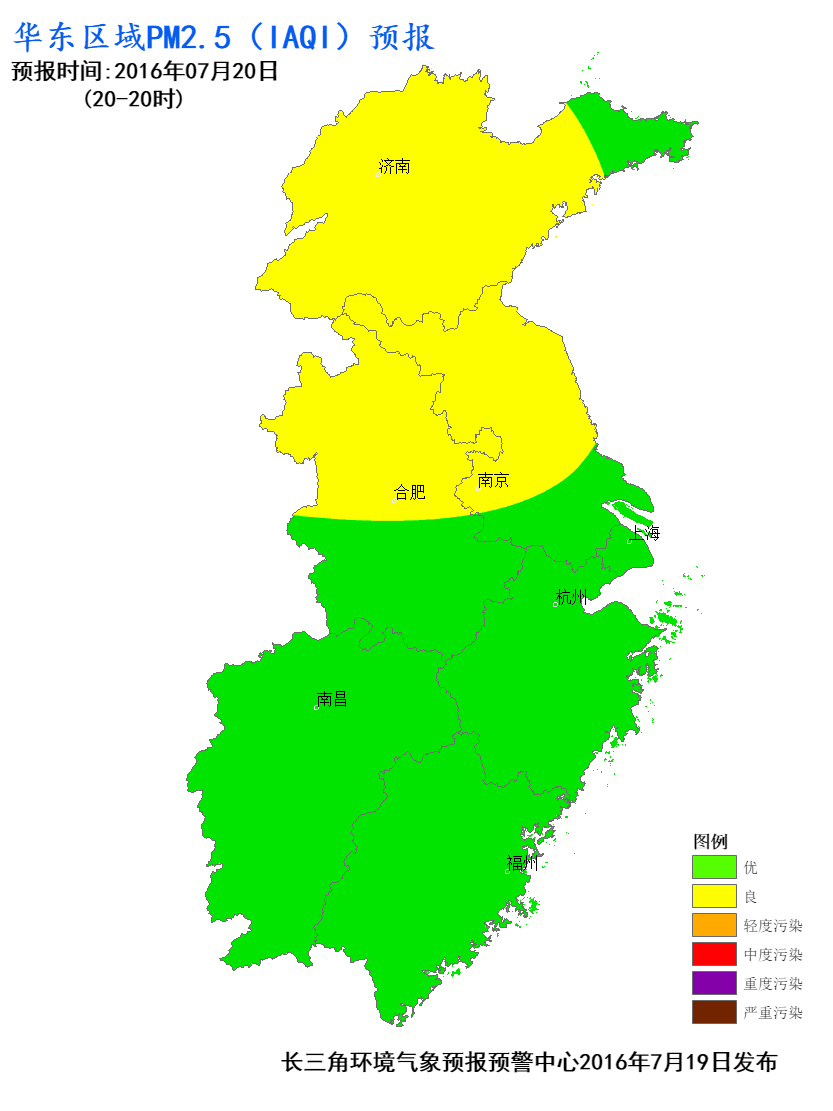 华东区域PM2.5（IAQI）预报
预报时间:2016年07月20日
(20-20时)
济南
合肥
南京
上海
杭州
南昌
福州
图例
优
良
轻度污染
中度污染
重度污染
严重污染
长三角环境气象预报预警中心2016年7月19日发布